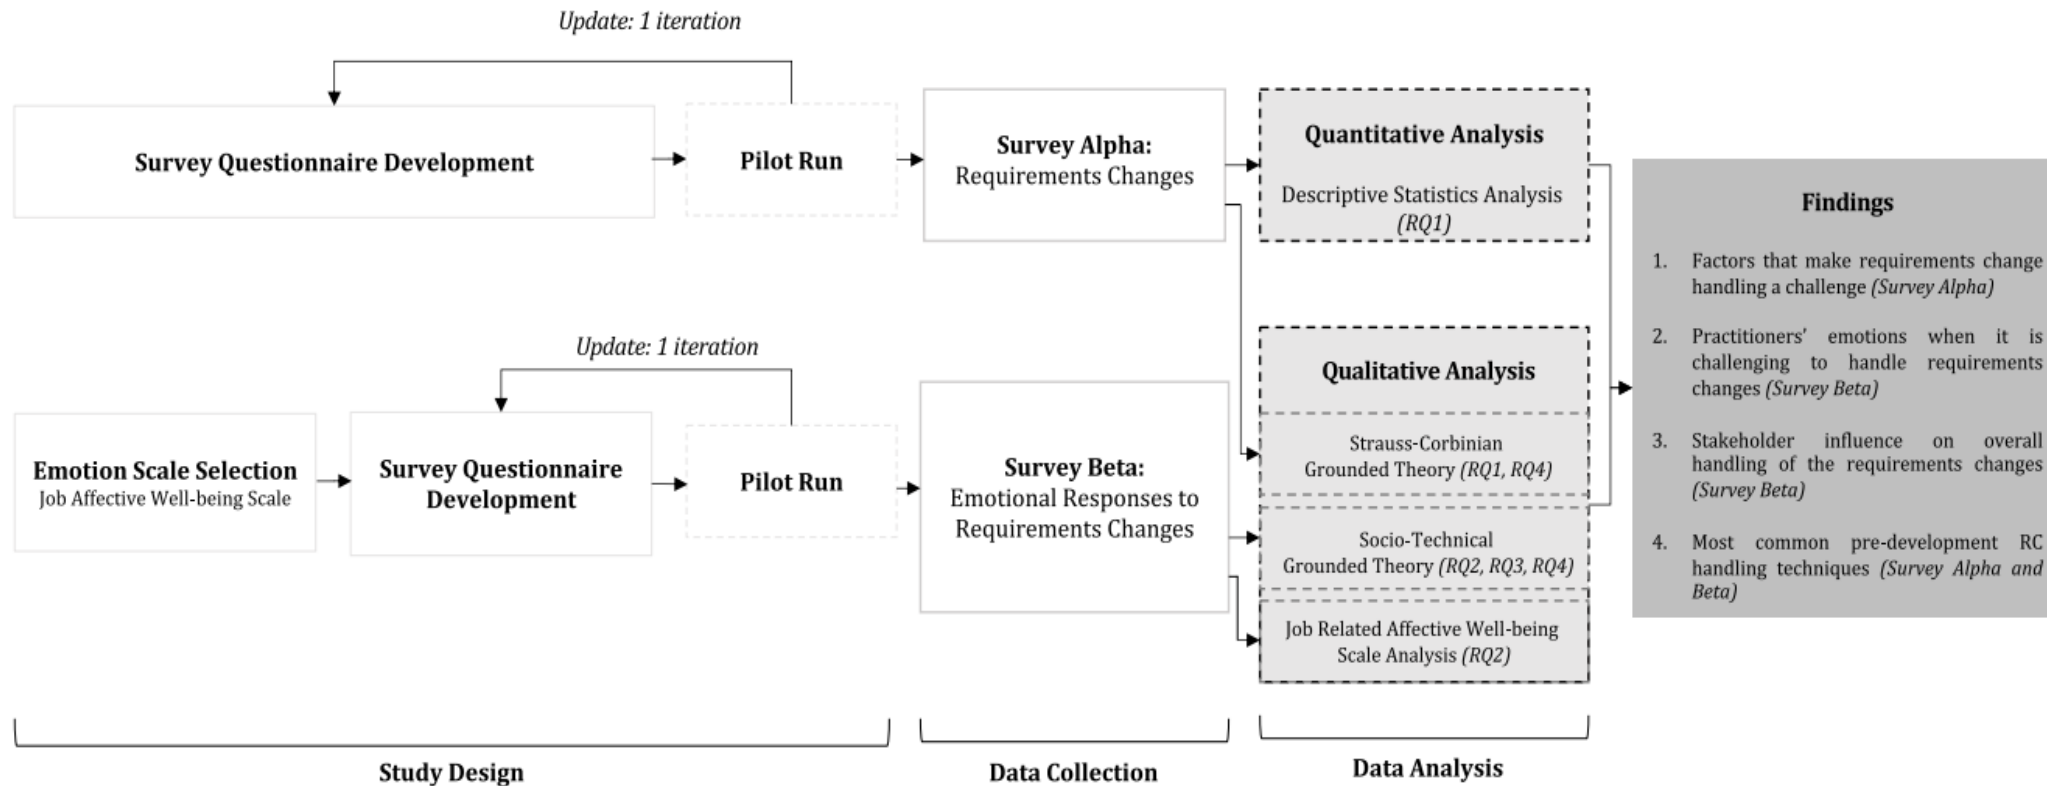 Update: 1 iteration
Survey Questionnaire Development
Pilot Run
Survey Alpha:
Requirements Changes
Quantitative Analysis
Descriptive Statistics Analysis
(RQ1)
Update: 1 iteration
Emotion Scale Selection
Job Affective Well-being Scale
Survey Questionnaire
Development
Pilot Run
Survey Beta:
Emotional Responses to
Requirements Changes
Qualitative Analysis
Strauss-Corbinian
Grounded Theory (RQ1, RQ4)
Socio-Technical
Grounded Theory (RQ2, RQ3, RQ4)
Job Related Affective Well-being
Scale Analysis (RQ2)
Findings
1. Factors that make requirements change
handling a challenge (Survey Alpha)
2. Practitioners' emotions when it is
challenging to handle requirements
changes (Survey Beta)
3. Stakeholder influence on overall
handling of the requirements changes
(Survey Beta)
4. Most common pre-development RC
handling techniques (Survey Alpha and
Beta)
Study Design
Data Collection
Data Analysis